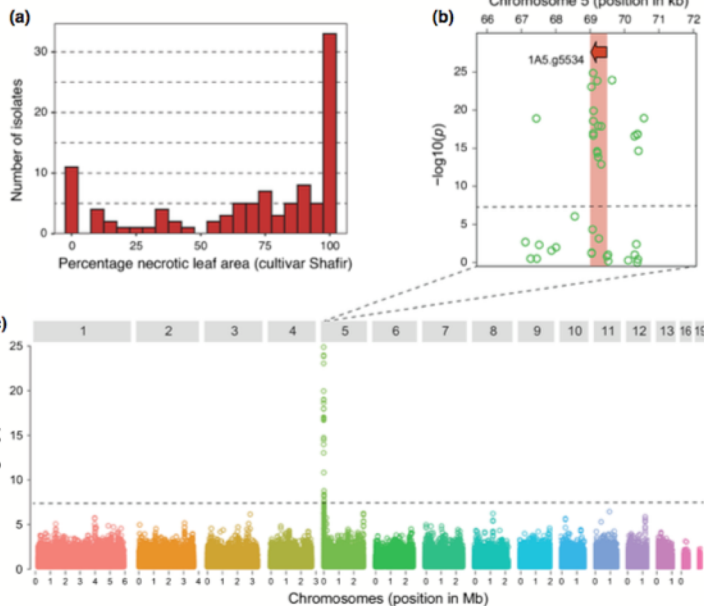 (a)
30
20
10
0
Number of isolates
0 25 50 75 100
Percentage necrotic leaf area (cultivar Shafir)
(b)
Chromosome 5 (position in kb)
66 67 68 69 70 71 72
1A5.g5534
25
20
15
10
5
0
−log10(p)
1 2 3 4 5 6 7 8 9 10 11 12 13 16 19
25
20
15
10
5
0
0 1 2 3 4 5 6 0 1 2 3 4 0 1 2 3 0 1 2 3 0 1 2 0 1 2 0 1 2 0 1 2 0 1 2 0 1 0 1 0 1 0 1 0
Chromosomes (position in Mb)